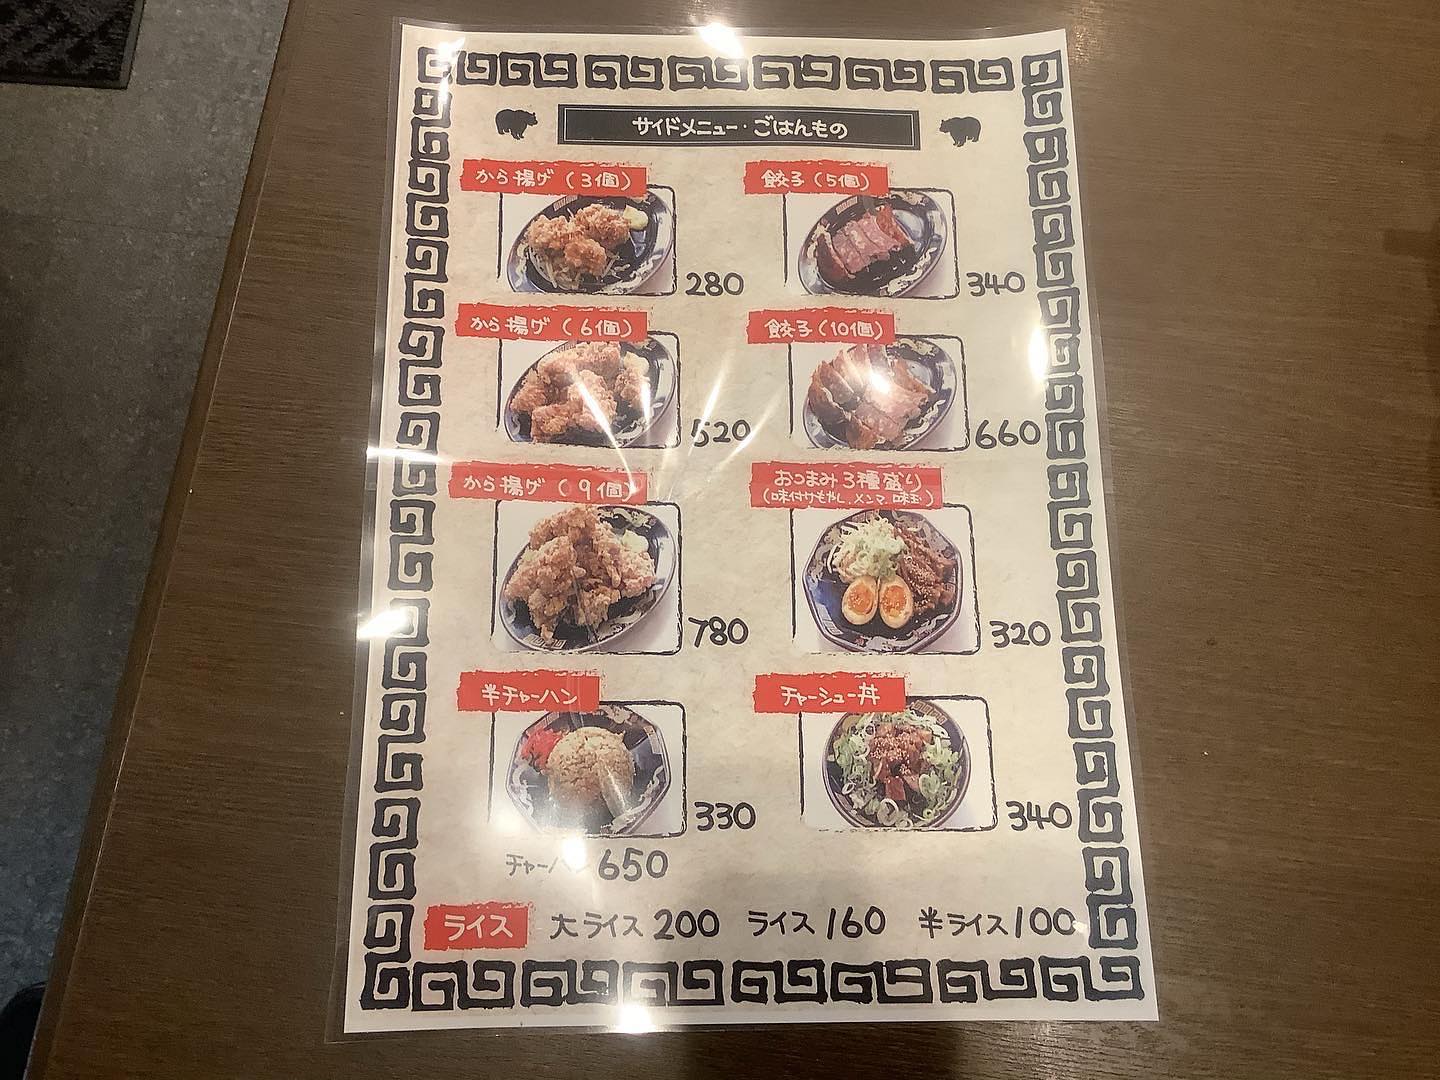 サイドメニュー・ごはんもの
から揚げ（3個）
280
餃子（5個）
340
から揚げ（6個）
520
餃子（10個）
660
から揚げ（9個）
780
おつまみ3種盛り
（味付けもやし、メンマ、味玉）
320
半チャーハン
330
チャーシュー丼
340
チャーハン 650
ライス 大ライス 200 ライス 160 半ライス 100